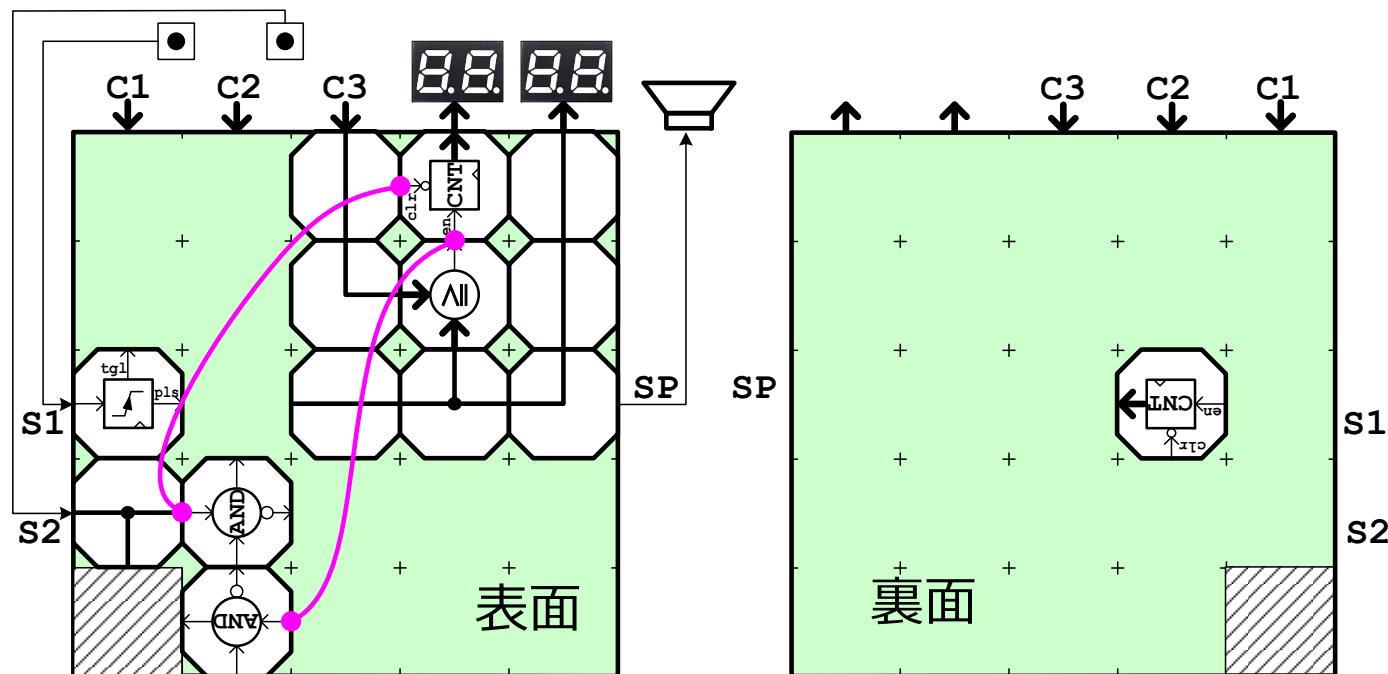 C1 C2 C3
C3 C2 C1
CNT
clr
en
≤
tgl
pls
CNT
en
clr
S1
SP
SP
S1
AND
S2
S2
AND
表面
裏面